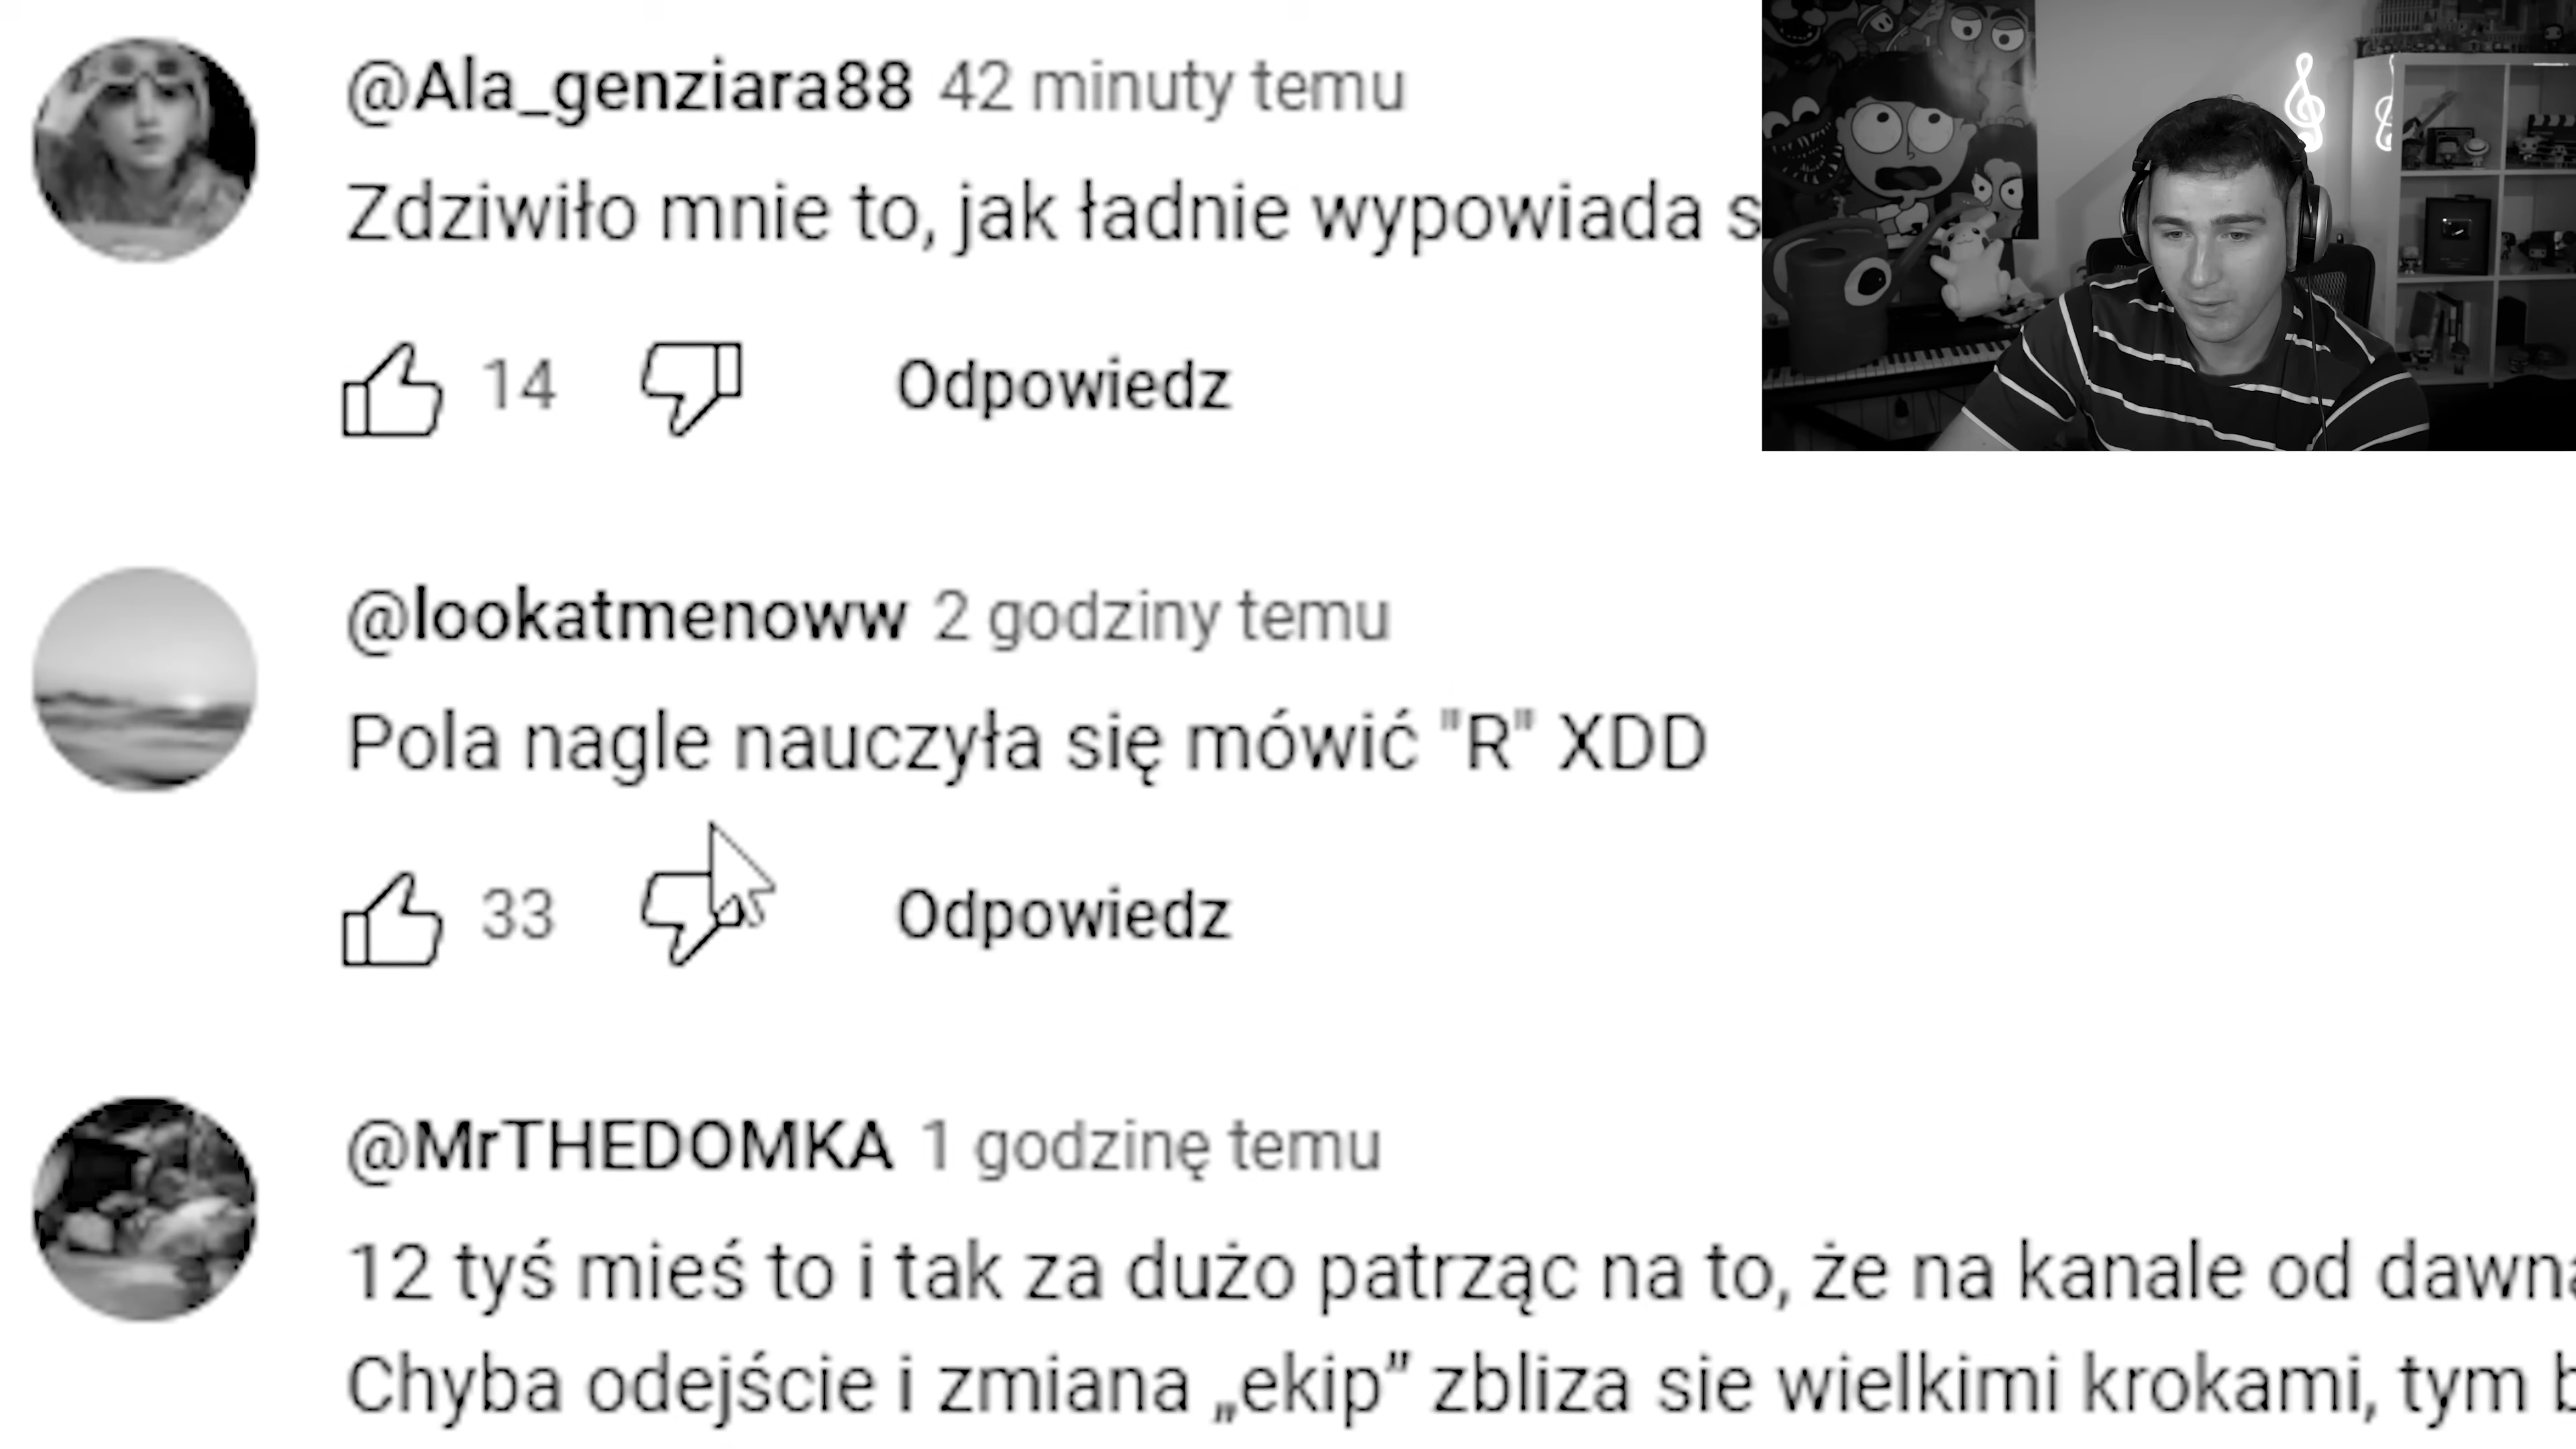 @Ala_genziara88 42 minuty temu
Zdziwiło mnie to, jak ładnie wypowiada
14 Odpowiedz
@lookatmenoww 2 godziny temu
Pola nagle nauczyła się mówić "R" XDD
33 Odpowiedz
@MrTHEDOMKA 1 godzinę temu
12 tyś mieś to i tak za dużo patrząc na to, że na kanale od
Chyba odejście i zmiana „ekip” zbliza sie wielkimi krokami, tym